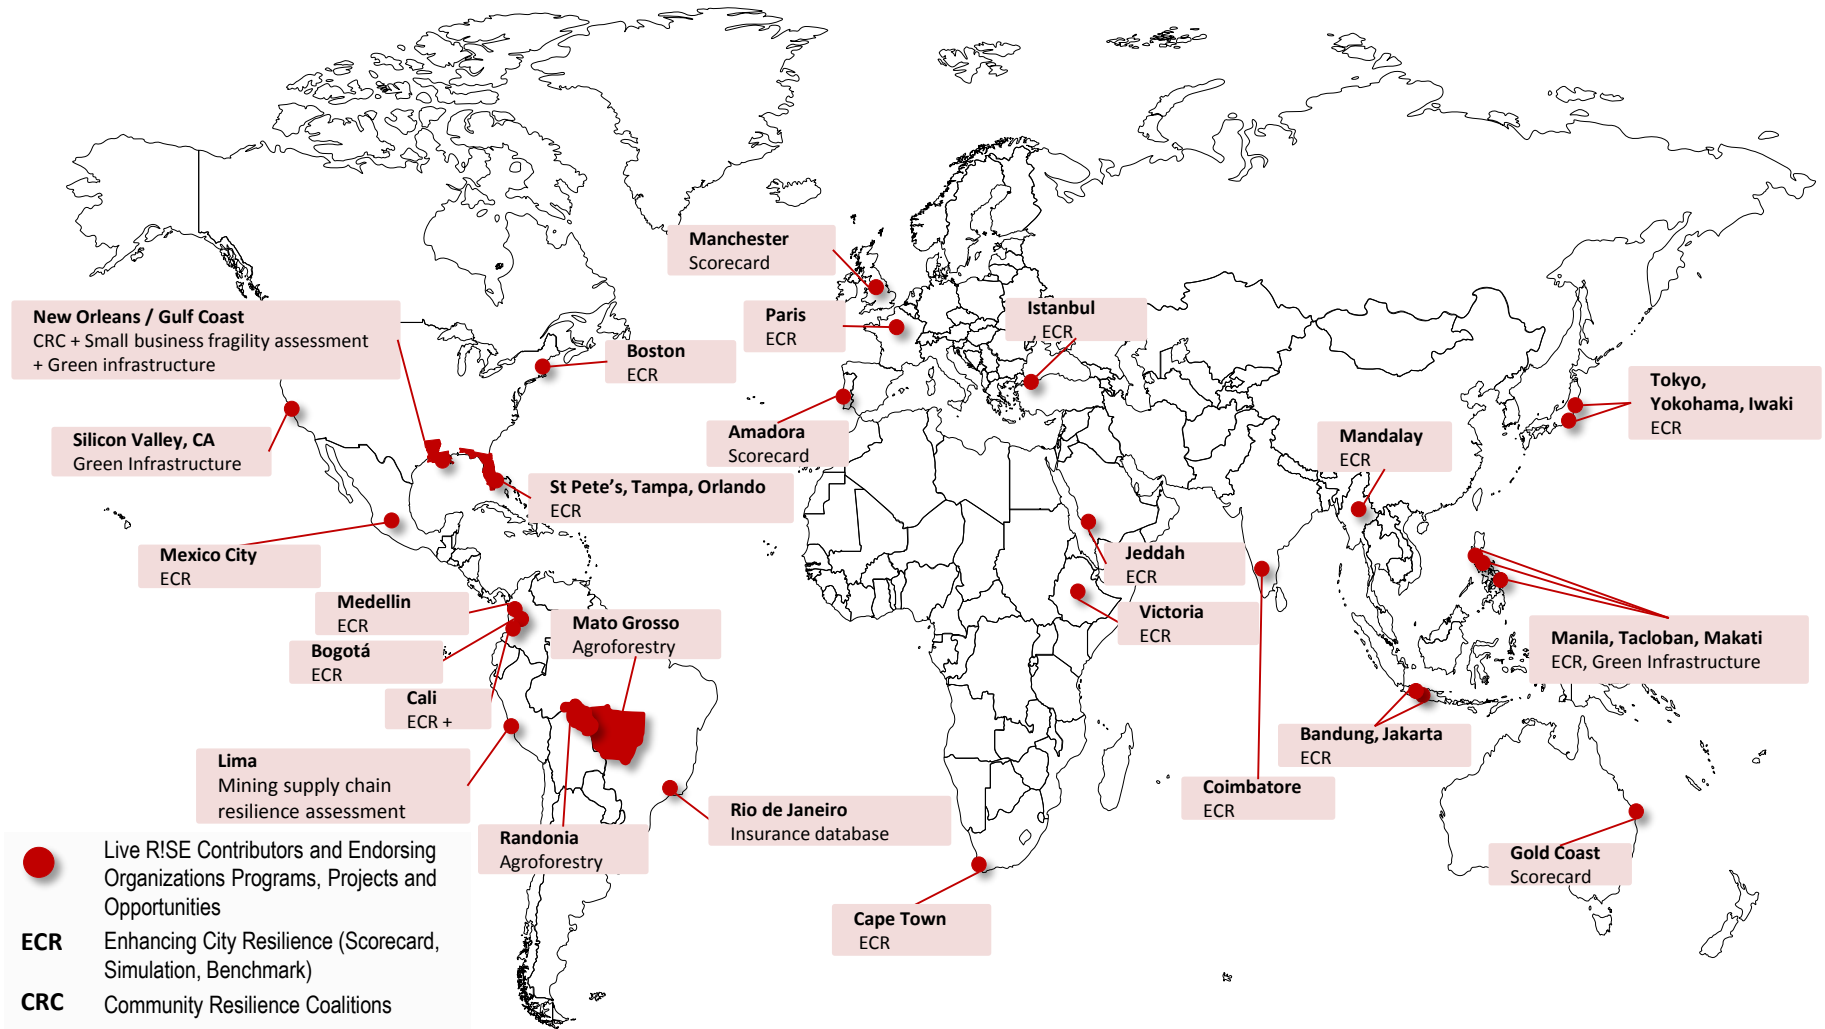 Manchester
Scorecard
New Orleans / Gulf Coast
CRC + Small business fragility assessment
+ Green infrastructure
Paris
ECR
Istanbul
ECR
Boston
ECR
Tokyo,
Yokohama, Iwaki
ECR
Silicon Valley, CA
Green Infrastructure
Amadora
Scorecard
Mandalay
ECR
St Pete's, Tampa, Orlando
ECR
Mexico City
ECR
Jeddah
ECR
Medellin
ECR
Mato Grosso
Agroforestry
Victoria
ECR
Bogotá
ECR
Manila, Tacloban, Makati
ECR, Green Infrastructure
Cali
ECR +
Bandung, Jakarta
ECR
Lima
Mining supply chain
resilience assessment
Coimbatore
ECR
Rio de Janeiro
Insurance database
Randonia
Agroforestry
Gold Coast
Scorecard
Cape Town
ECR
Live R!SE Contributors and Endorsing
Organizations Programs, Projects and
Opportunities
ECR Enhancing City Resilience (Scorecard,
Simulation, Benchmark)
CRC Community Resilience Coalitions